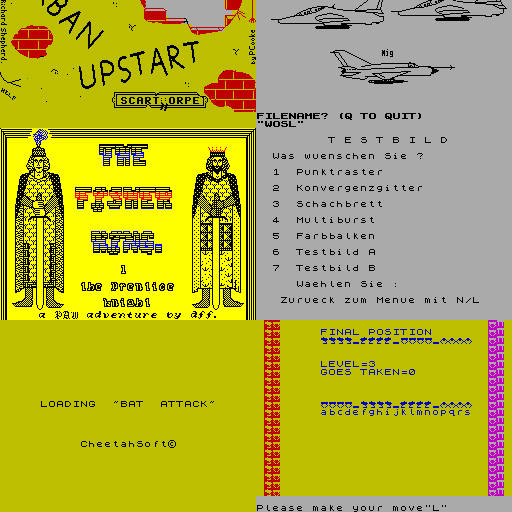 Richard Shepherd
BAN
UPSTART
by P Cooke
HELP
SCART ORPE
Mig
FILENAME? (Q TO QUIT)
"WOSL"
T E S T B I L D
Was wuenschen Sie ?
1 Punktraster
2 Konvergenzgitter
3 Schachbrett
4 Multiburst
5 Farbbalken
6 Testbild A
7 Testbild B
Waehlen Sie :
Zurueck zum Menue mit N/L
THE
FISHER
KING.
1
the Prentice
knight
a PAW adventure by Aff.
LOADING "BAT ATTACK"
CheetahSoft©
FINAL POSITION
LEVEL=3
GOES TAKEN=0
abcdefghijklmnopqrs
Please make your move"L"